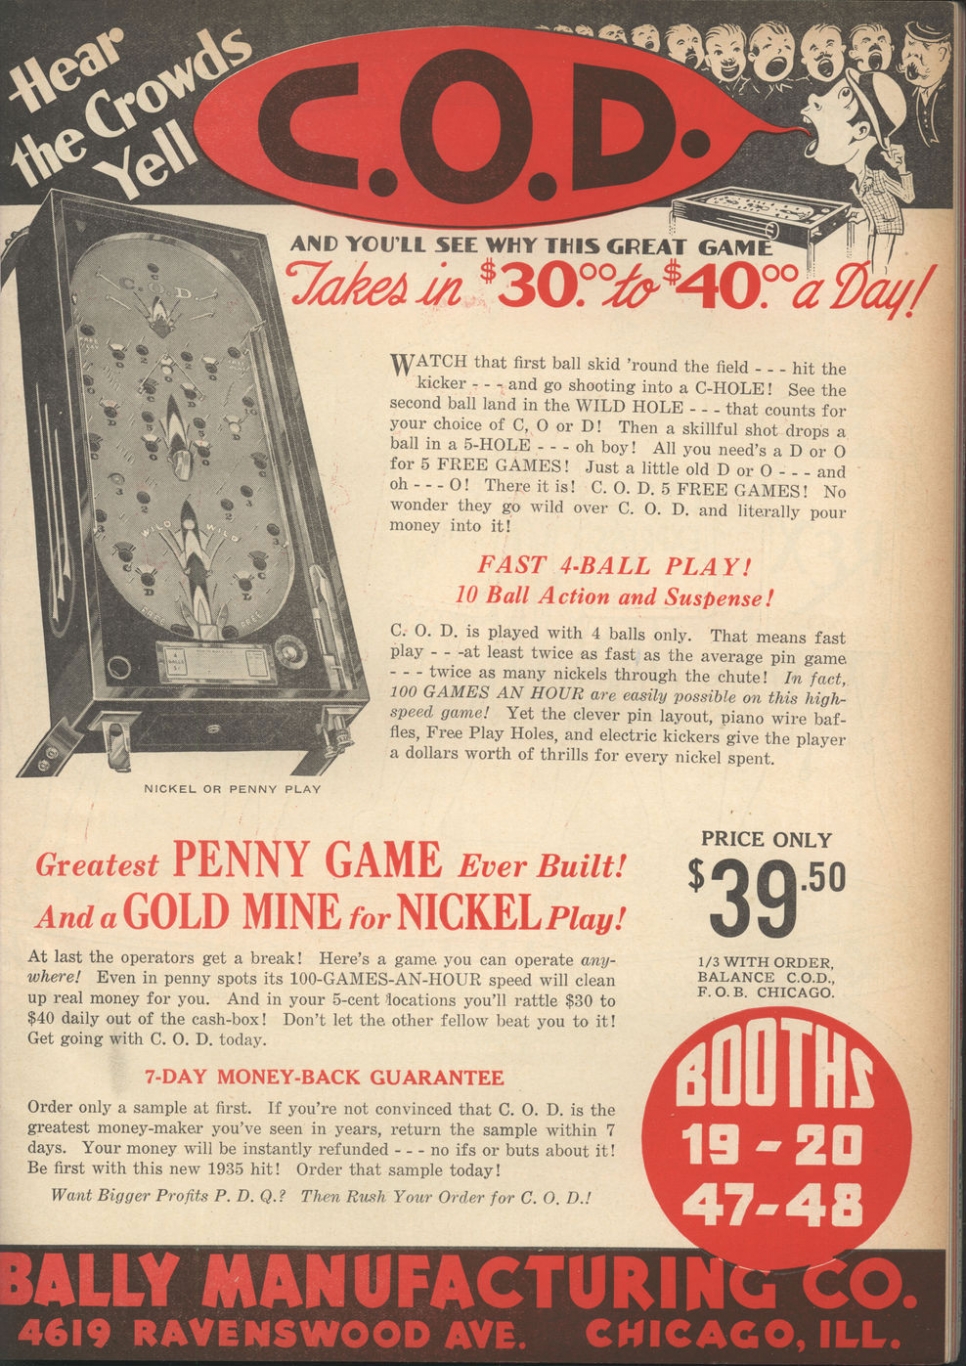 Hear
the Crowds
Yell
C.O.D.
AND YOU'LL SEE WHY THIS GREAT GAME
Takes in $30.00 to $40.00 a Day!
C. O. D.
WATCH that first ball skid 'round the field - - - hit the
kicker - - - and go shooting into a C-HOLE! See the
second ball land in the WILD HOLE - - - that counts for
your choice of C, O or D! Then a skillful shot drops a
ball in a 5-HOLE - - - oh boy! All you need's a D or O
for 5 FREE GAMES! Just a little old D or O - - - and
oh - - - O! There it is! C. O. D. 5 FREE GAMES! No
wonder they go wild over C. O. D. and literally pour
money into it!
WILD WILD
FAST 4-BALL PLAY!
10 Ball Action and Suspense!
C. O. D. is played with 4 balls only. That means fast
play - - -at least twice as fast as the average pin game
- - - twice as many nickels through the chute! In fact,
100 GAMES AN HOUR are easily possible on this high-
speed game! Yet the clever pin layout, piano wire baf-
fles, Free Play Holes, and electric kickers give the player
a dollars worth of thrills for every nickel spent.
NICKEL OR PENNY PLAY
Greatest PENNY GAME Ever Built!
And a GOLD MINE for NICKEL Play!
At last the operators get a break! Here's a game you can operate any-
where! Even in penny spots its 100-GAMES-AN-HOUR speed will clean
up real money for you. And in your 5-cent locations you'll rattle $30 to
$40 daily out of the cash-box! Don't let the other fellow beat you to it!
Get going with C. O. D. today.
7-DAY MONEY-BACK GUARANTEE
Order only a sample at first. If you're not convinced that C. O. D. is the
greatest money-maker you've seen in years, return the sample within 7
days. Your money will be instantly refunded - - - no ifs or buts about it!
Be first with this new 1935 hit! Order that sample today!
Want Bigger Profits P. D. Q.? Then Rush Your Order for C. O. D.!
PRICE ONLY
$39.50
1/3 WITH ORDER,
BALANCE C.O.D.,
F. O. B. CHICAGO.
BOOTHS
19 - 20
47-48
BALLY MANUFACTURING CO.
4619 RAVENSWOOD AVE. CHICAGO, ILL.